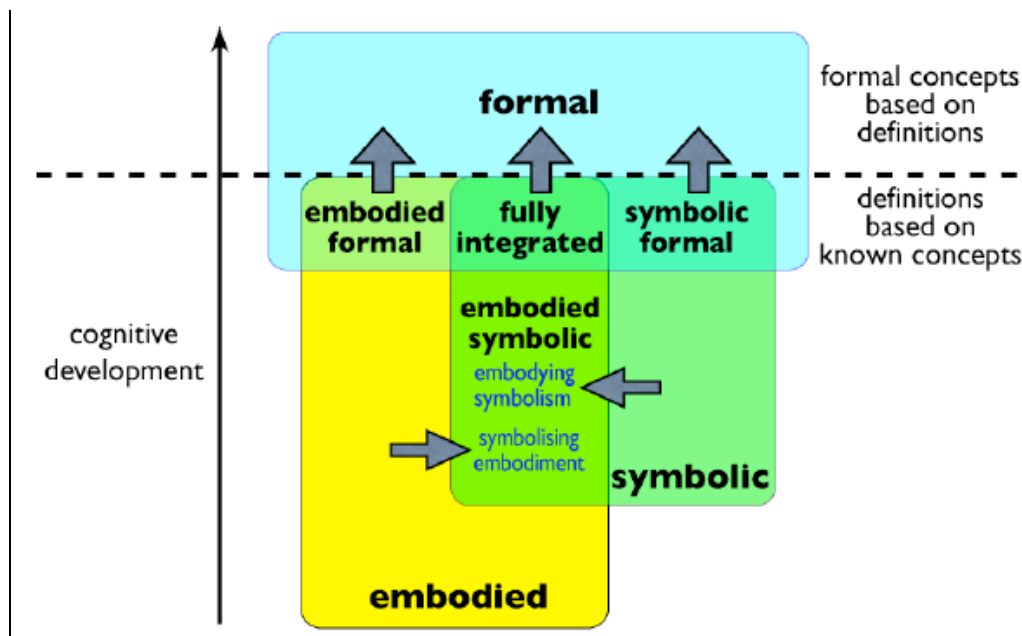 formal
formal concepts
based on
definitions
embodied
formal
fully
integrated
symbolic
formal
definitions
based on
known concepts
embodied
symbolic
embodying
symbolism
symbolising
embodiment
cognitive
development
symbolic
embodied